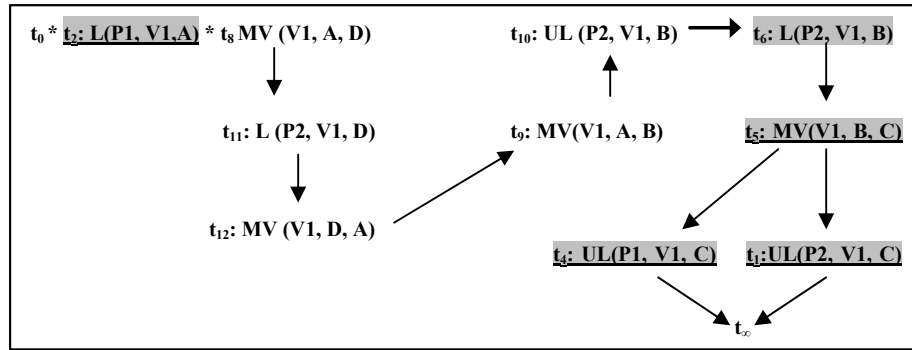 t₀ * t₂: L(P1, V1,A) * t₈ MV (V1, A, D)
t₁₀: UL (P2, V1, B)
t₆: L(P2, V1, B)
t₁₁: L (P2, V1, D)
t₉: MV(V1, A, B)
t₅: MV(V1, B, C)
t₁₂: MV (V1, D, A)
t₄: UL(P1, V1, C)
t₁:UL(P2, V1, C)
t∞